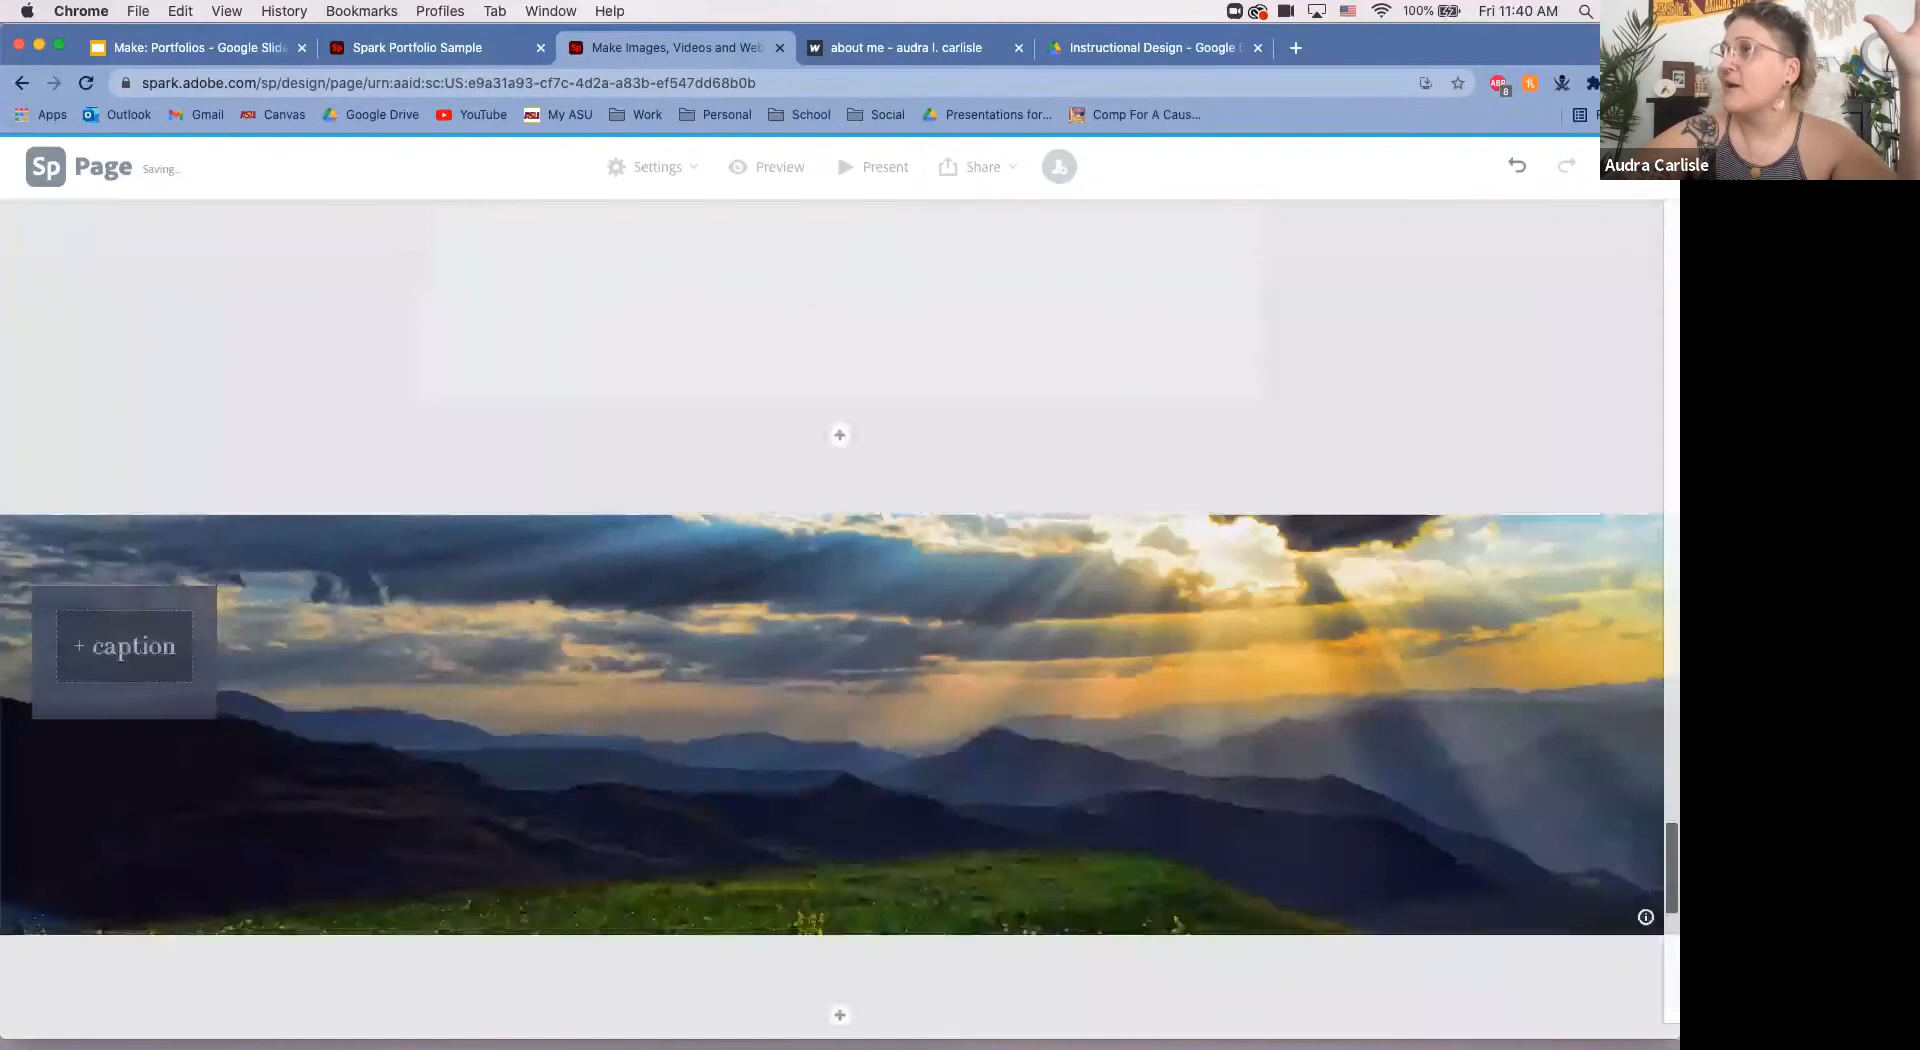 Chrome File Edit View History Bookmarks Profiles Tab Window Help 100% Fri 11:40 AM
Make: Portfolios - Google Slide
Spark Portfolio Sample
Make Images, Videos and Web
about me - audra l. carlisle
Instructional Design - Google
spark.adobe.com/sp/design/page/urn:aaid:sc:US:e9a31a93-cf7c-4d2a-a83b-ef547dd68b0b
ABP
8
Apps Outlook Gmail Canvas Google Drive YouTube My ASU Work Personal School Social Presentations for... Comp For A Caus...
Sp Page Saving... Settings Preview Present Share
Audra Carlisle
+ caption